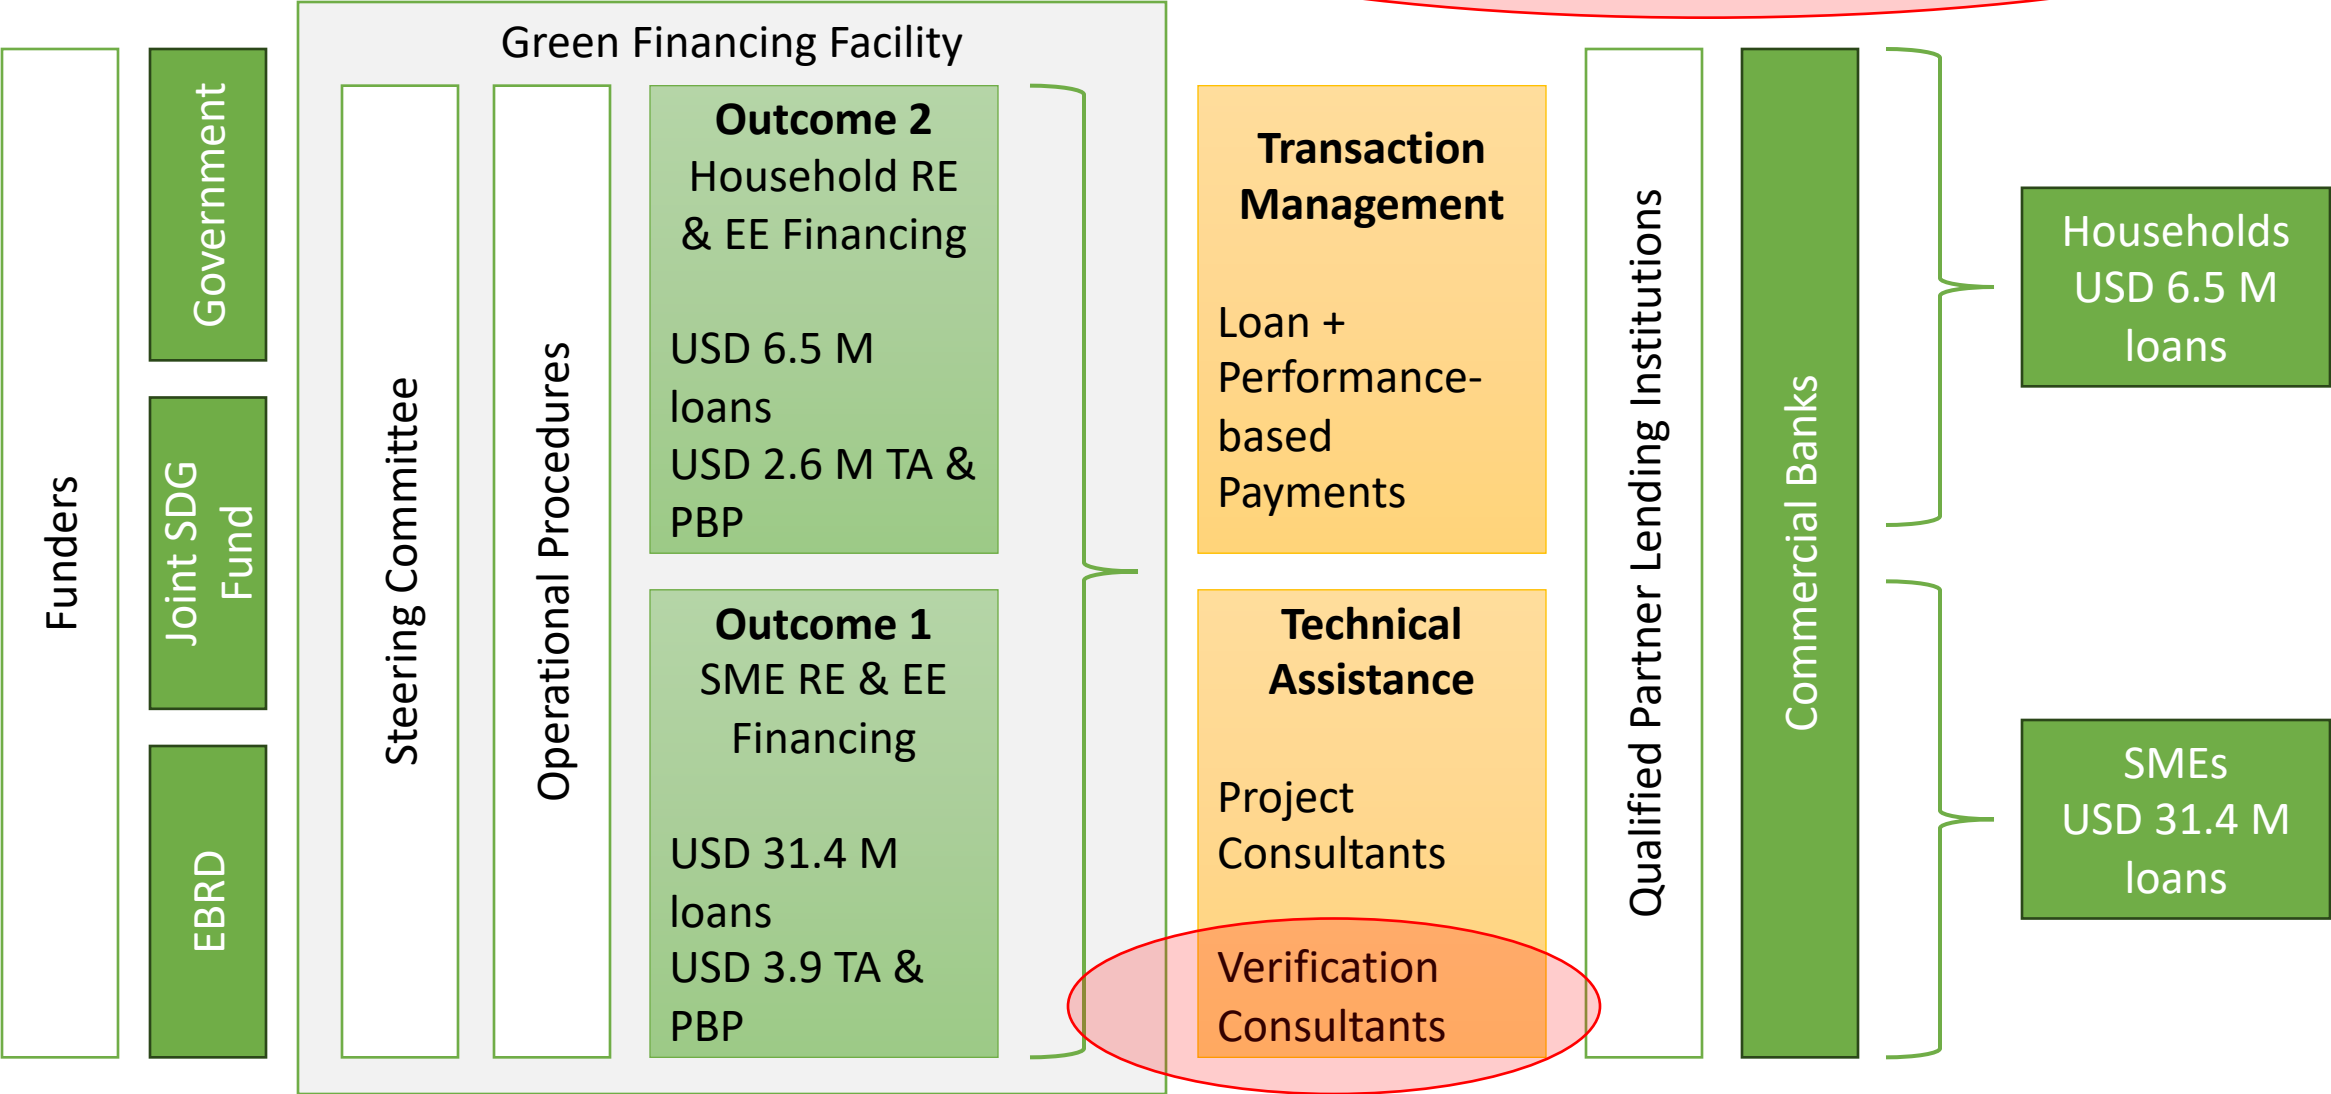 Green Financing Facility
Funders
Government
Joint SDG
Fund
EBRD
Steering Committee
Operational Procedures
Outcome 2
Household RE
& EE Financing
USD 6.5 M
loans
USD 2.6 M TA &
PBP
Outcome 1
SME RE & EE
Financing
USD 31.4 M
loans
USD 3.9 TA &
PBP
Transaction
Management
Loan +
Performance-
based
Payments
Technical
Assistance
Project
Consultants
Verification
Consultants
Qualified Partner Lending Institutions
Commercial Banks
Households
USD 6.5 M
loans
SMEs
USD 31.4 M
loans